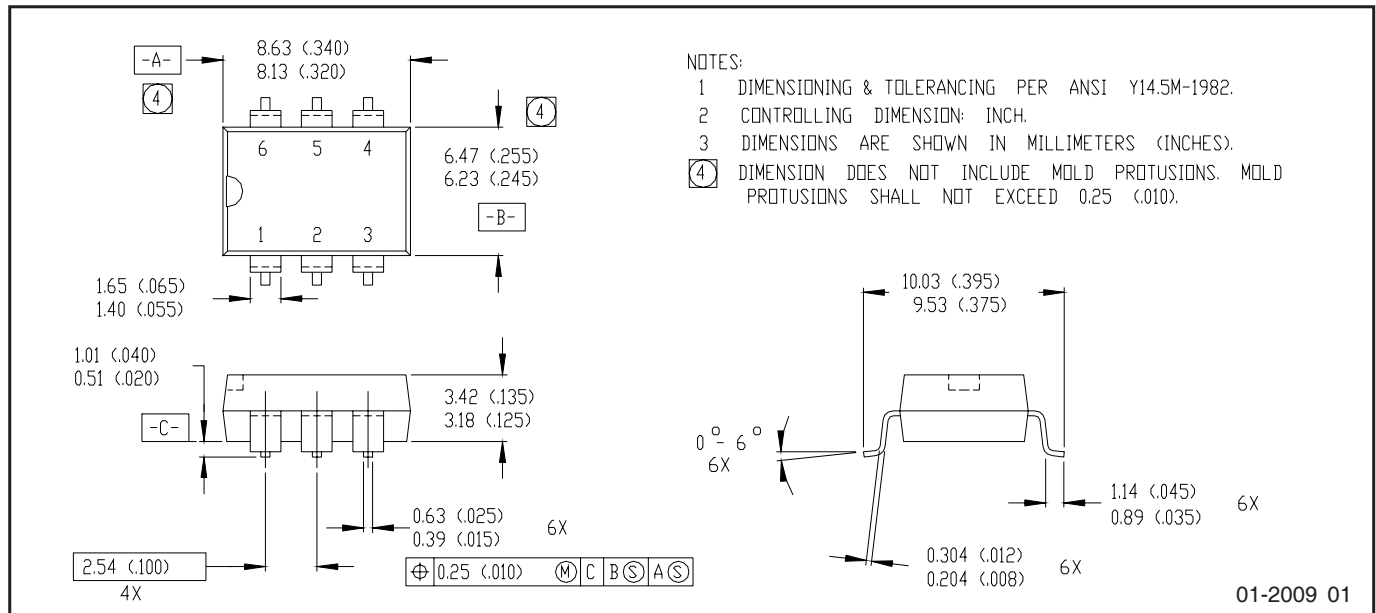 -A-
8.63 (.340)
8.13 (.320)
4
4
6 5 4
6.47 (.255)
6.23 (.245)
-B-
1 2 3
1.65 (.065)
1.40 (.055)
NOTES:
1 DIMENSIONING & TOLERANCING PER ANSI Y14.5M-1982.
2 CONTROLLING DIMENSION: INCH.
3 DIMENSIONS ARE SHOWN IN MILLIMETERS (INCHES).
4 DIMENSION DOES NOT INCLUDE MOLD PROTUSIONS. MOLD
PROTUSIONS SHALL NOT EXCEED 0.25 (.010).
1.01 (.040)
0.51 (.020)
-C-
3.42 (.135)
3.18 (.125)
0.63 (.025)
0.39 (.015) 6X
2.54 (.100)
4X
⌖ 0.25 (.010) Ⓜ C B Ⓢ A Ⓢ
10.03 (.395)
9.53 (.375)
0° - 6°
6X
1.14 (.045)
0.89 (.035) 6X
0.304 (.012)
0.204 (.008) 6X
01-2009 01